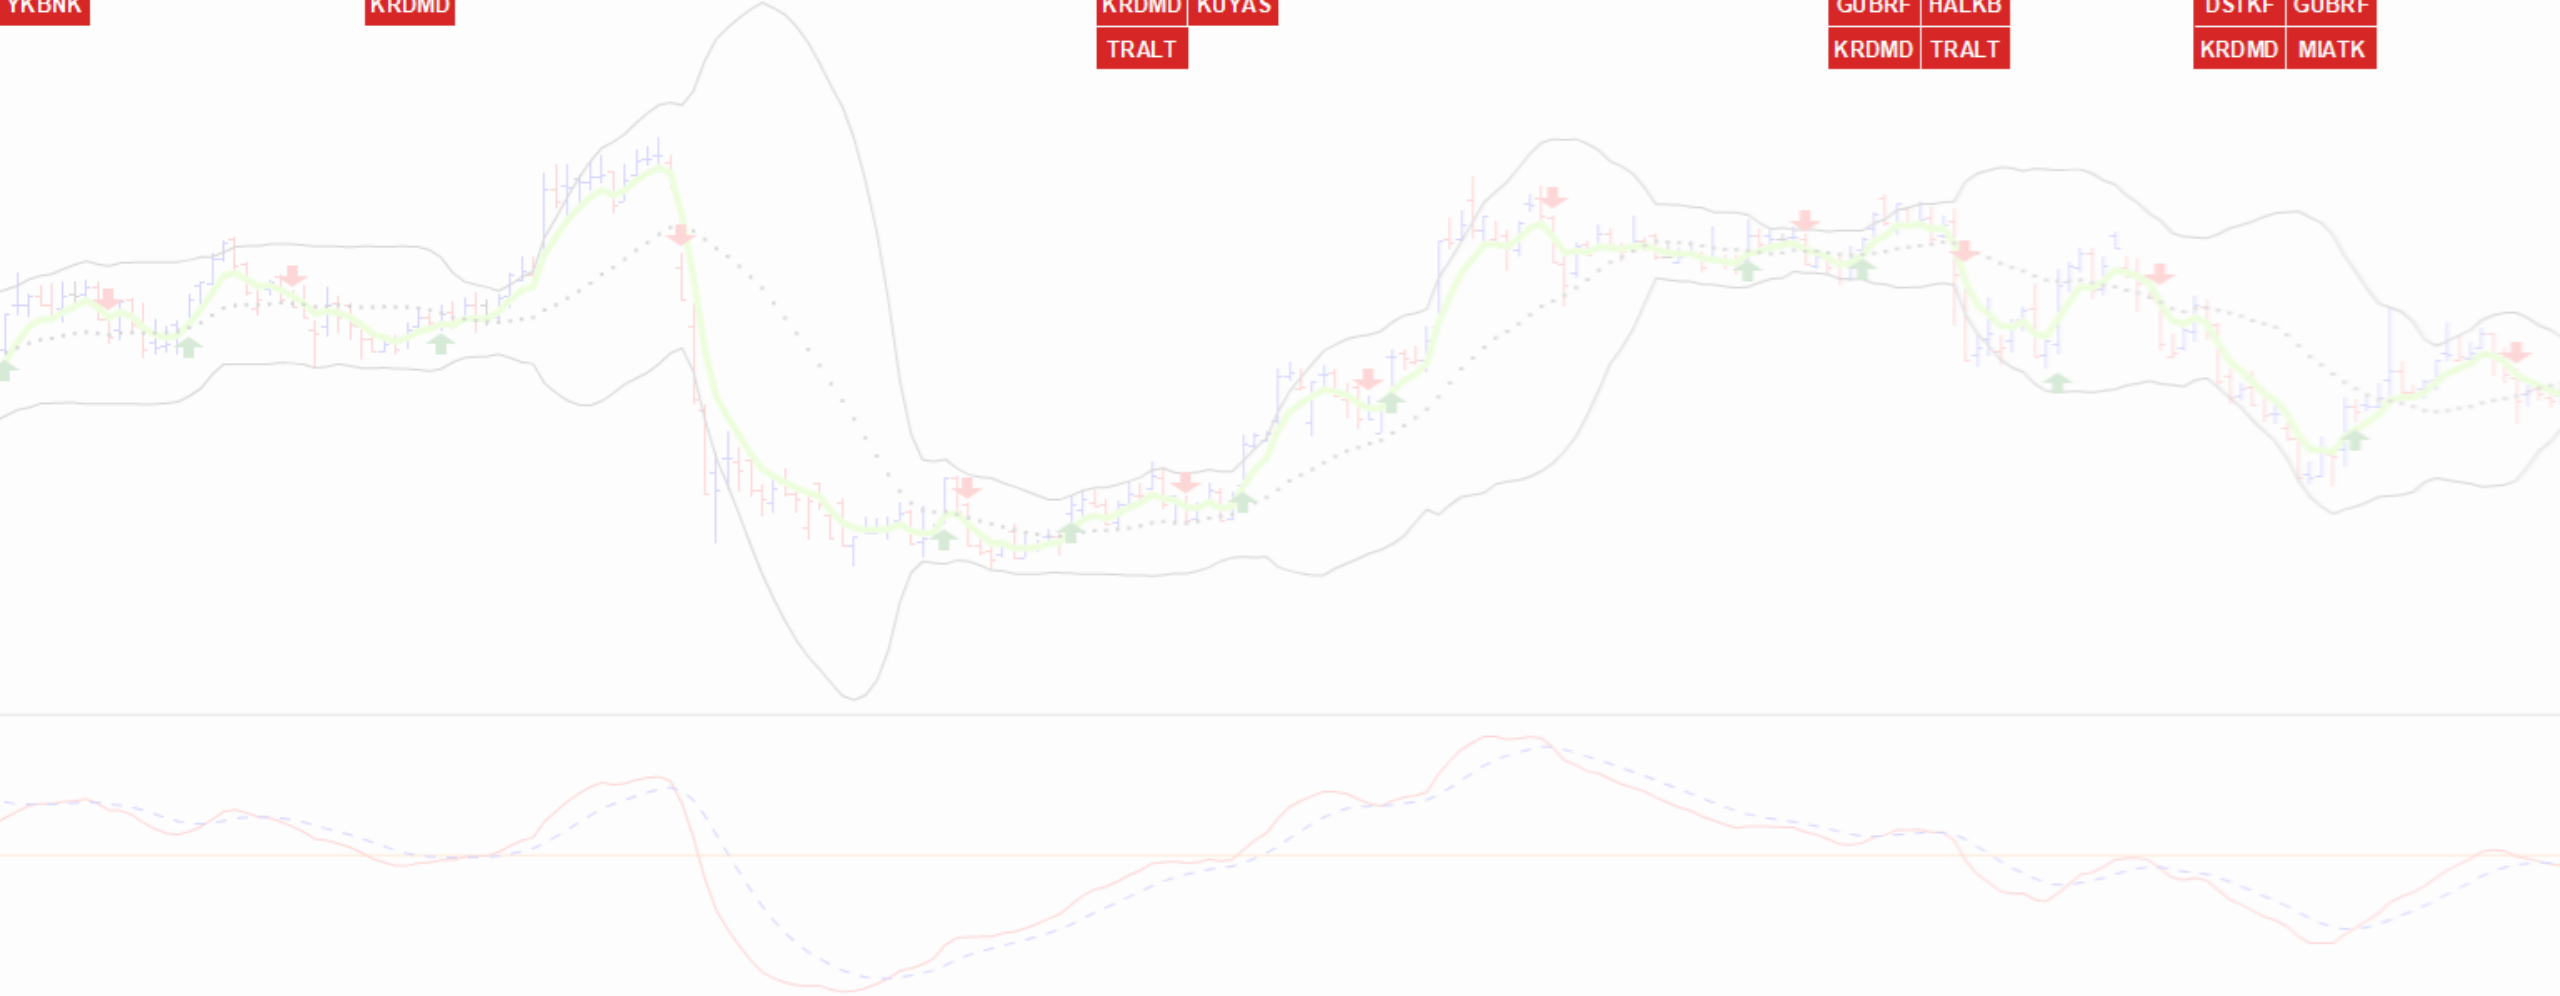 YKBNK KRDMD KRDMD KUYAS GUBRF HALKB DSTKF GUBRF
TRALT KRDMD TRALT KRDMD MIATK